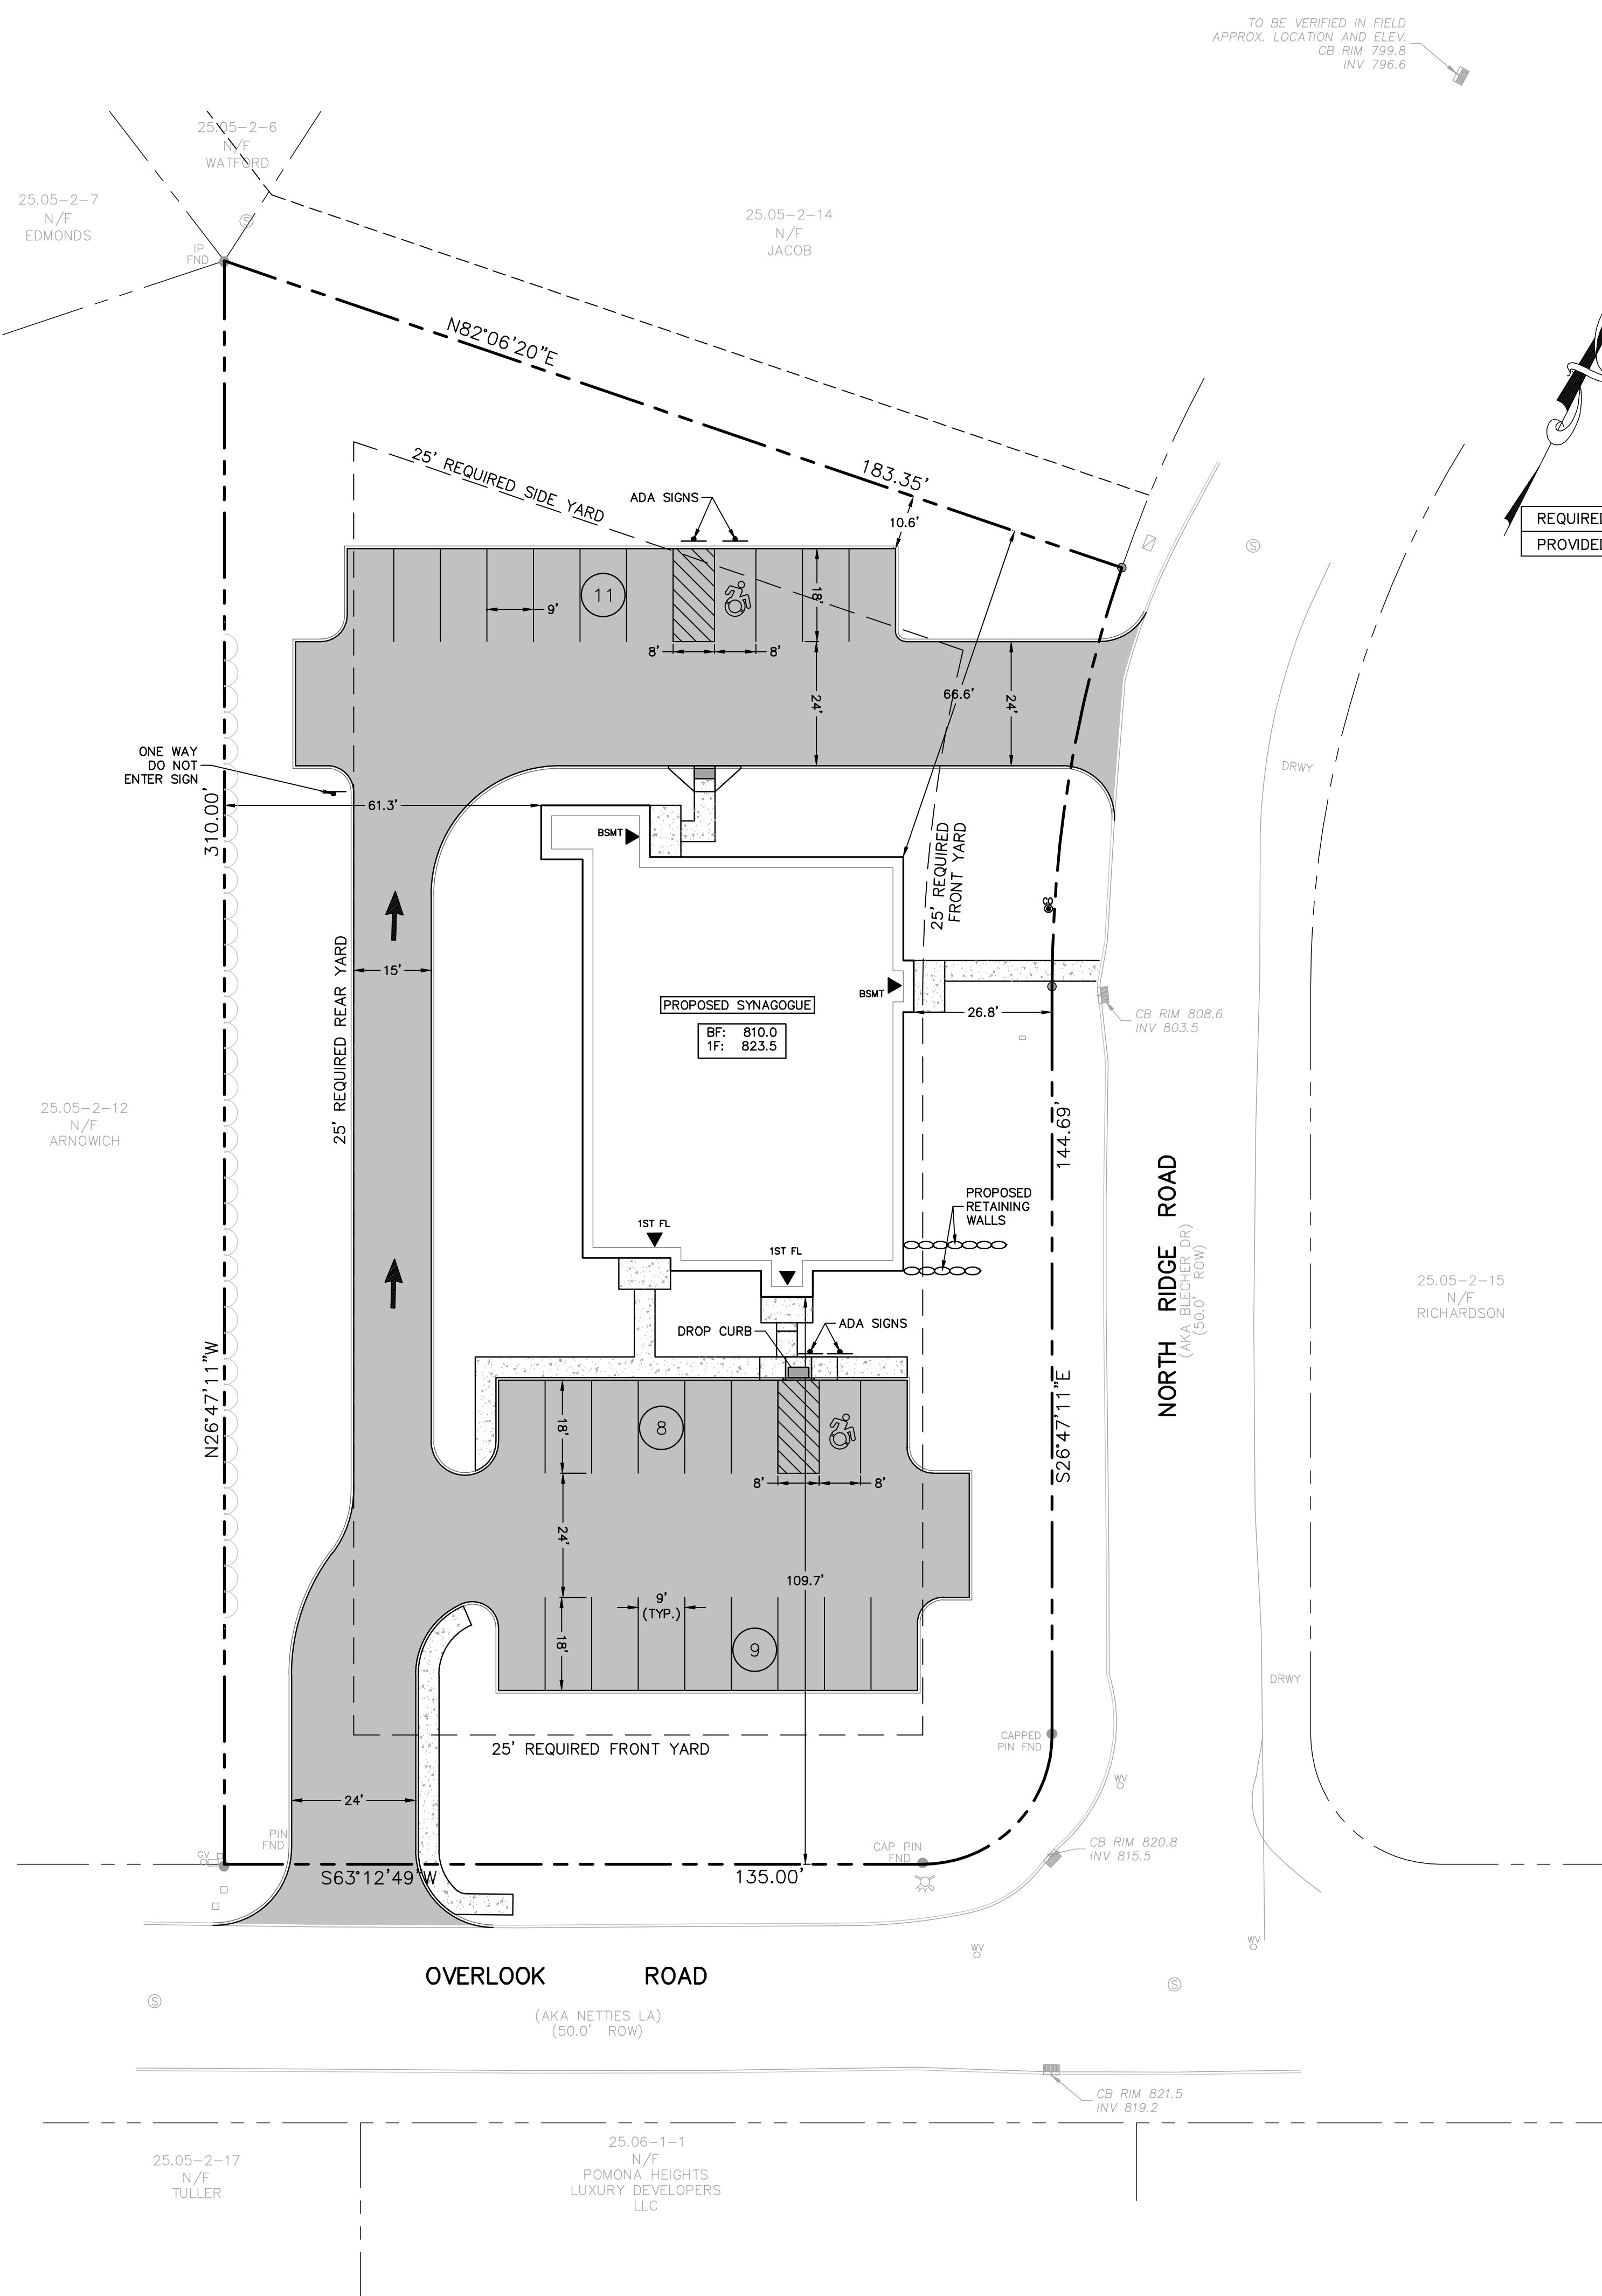 TO BE VERIFIED IN FIELD
APPROX. LOCATION AND ELEV.
CB RIM 799.8
INV 796.6
25.05-2-6
N/F
WATFORD
25.05-2-7
N/F
EDMONDS
S
IP
FND
25.05-2-14
N/F
JACOB
N82°06'20"E
183.35'
25' REQUIRED SIDE YARD
ADA SIGNS
10.6'
REQUIRED
PROVIDED
S
11
9'
18'
8'
8'
24'
66.6'
24'
ONE WAY
DO NOT
ENTER SIGN
61.3'
310.00'
BSMT
25' REQUIRED
FRONT YARD
CO
DRWY
25' REQUIRED REAR YARD
15'
BSMT
PROPOSED SYNAGOGUE
BF: 810.0
1F: 823.5
26.8'
CB RIM 808.6
INV 803.5
25.05-2-12
N/F
ARNOWICH
144.69'
PROPOSED
RETAINING
WALLS
NORTH RIDGE ROAD
(AKA BLECHER DR)
(50.0' ROW)
1ST FL
1ST FL
25.05-2-15
N/F
RICHARDSON
DROP CURB
ADA SIGNS
N26°47'11"W
S26°47'11"E
18'
8
8'
8'
24'
109.7'
9'
(TYP.)
18'
9
DRWY
25' REQUIRED FRONT YARD
CAPPED
PIN FND
WV
24'
PIN
FND
GV
CAP PIN
FND
CB RIM 820.8
INV 815.5
S63°12'49"W
135.00'
WV
WV
OVERLOOK ROAD
S
S
(AKA NETTIES LA)
(50.0' ROW)
CB RIM 821.5
INV 819.2
25.05-2-17
N/F
TULLER
25.06-1-1
N/F
POMONA HEIGHTS
LUXURY DEVELOPERS
LLC